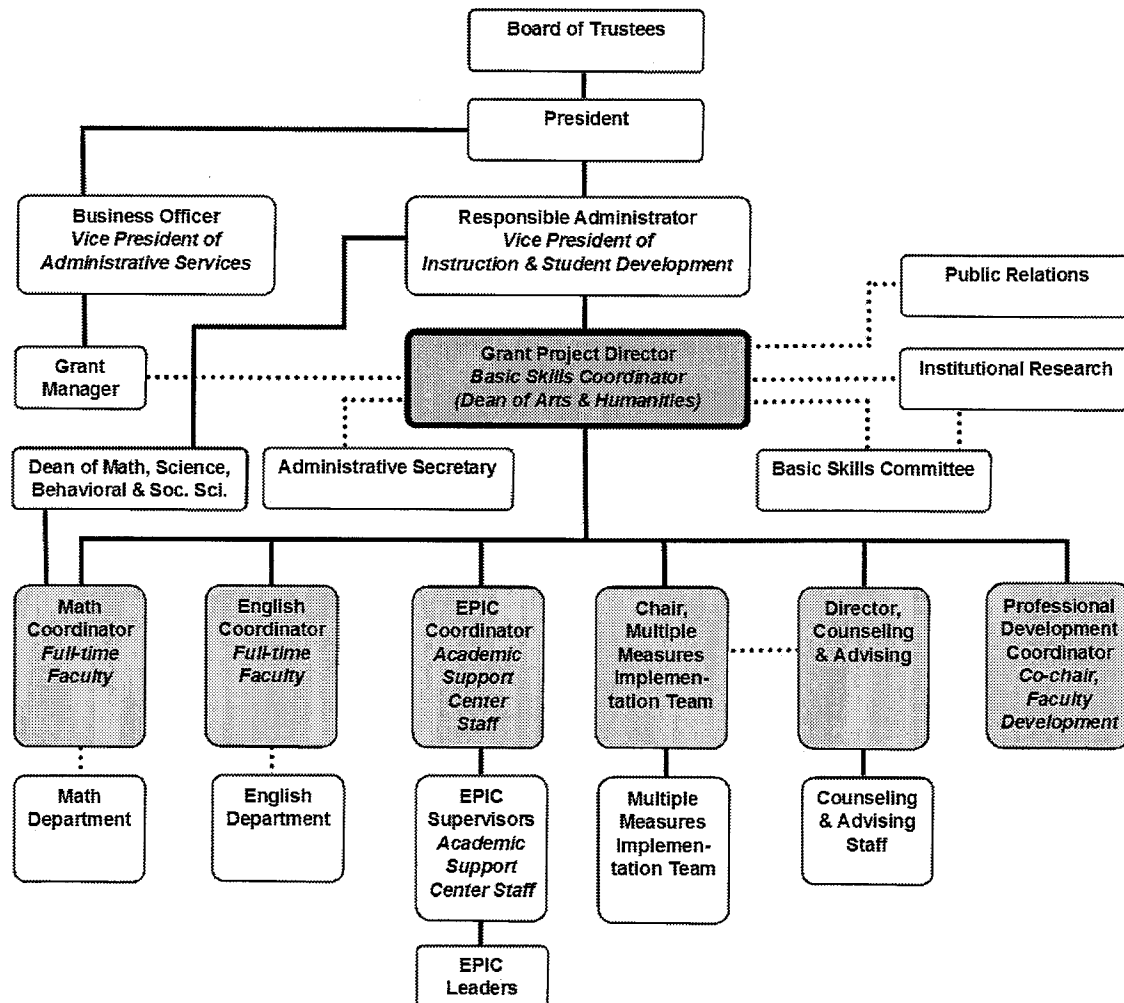 Board of Trustees
President
Business Officer
Vice President of
Administrative Services
Responsible Administrator
Vice President of
Instruction & Student Development
Public Relations
Grant
Manager
Grant Project Director
Basic Skills Coordinator
(Dean of Arts & Humanities)
Institutional Research
Dean of Math, Science,
Behavioral & Soc. Sci.
Administrative Secretary
Basic Skills Committee
Math
Coordinator
Full-time
Faculty
English
Coordinator
Full-time
Faculty
EPIC
Coordinator
Academic
Support
Center
Staff
Chair,
Multiple
Measures
Implemen-
tation Team
Director,
Counseling
& Advising
Professional
Development
Coordinator
Co-chair,
Faculty
Development
Math
Department
English
Department
EPIC
Supervisors
Academic
Support
Center Staff
Multiple
Measures
Implemen-
tation Team
Counseling
& Advising
Staff
EPIC
Leaders